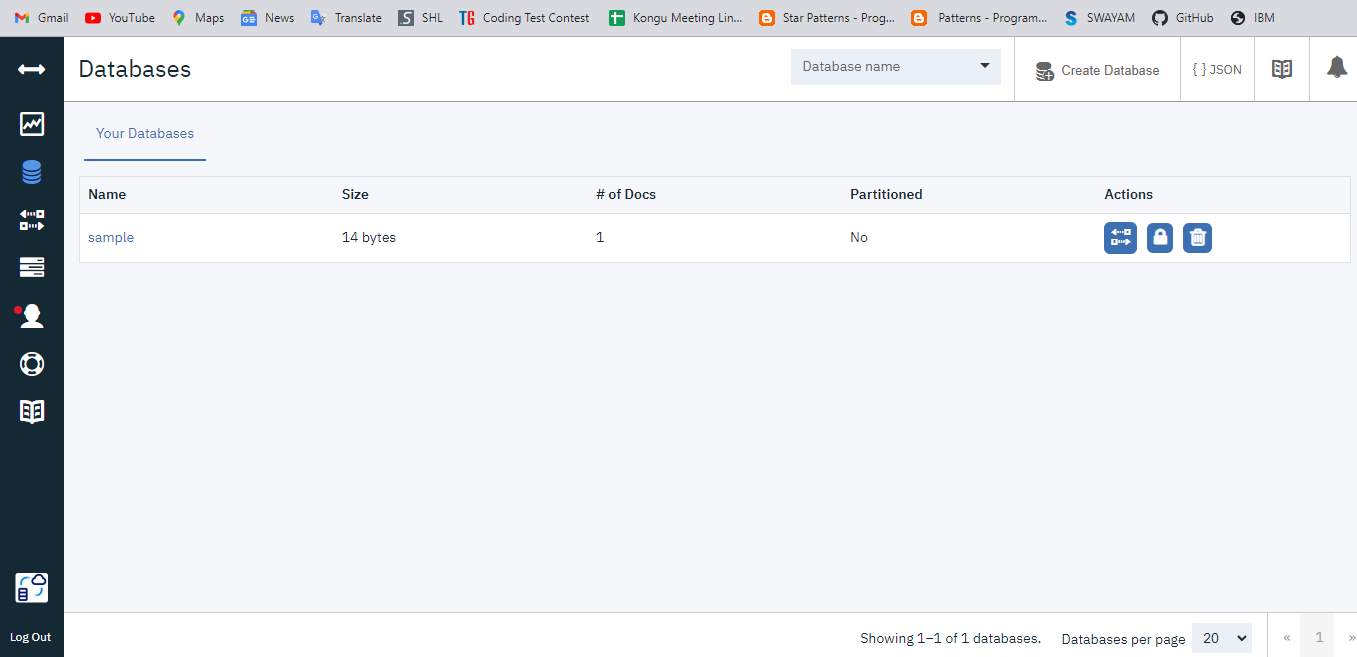 Gmail YouTube Maps News Translate SHL TG Coding Test Contest Kongu Meeting Lin... Star Patterns - Prog... Patterns - Program... SWAYAM GitHub IBM
Databases Database name Create Database { } JSON
Your Databases
Name Size # of Docs Partitioned Actions
sample 14 bytes 1 No
Log Out Showing 1–1 of 1 databases. Databases per page 20 « 1 »